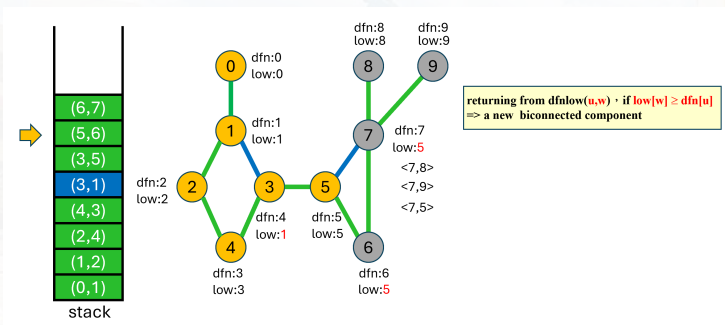 (6,7)
(5,6)
(3,5)
(3,1)
(4,3)
(2,4)
(1,2)
(0,1)
stack
0
dfn:0
low:0
1
dfn:1
low:1
dfn:2
low:2
2
3
dfn:4
low:1
4
dfn:3
low:3
5
dfn:5
low:5
dfn:8
low:8
8
dfn:9
low:9
9
7
dfn:7
low:5
<7,8>
<7,9>
<7,5>
6
dfn:6
low:5
returning from dfnlow(u,w),if low[w] ≥ dfn[u]
=> a new biconnected component